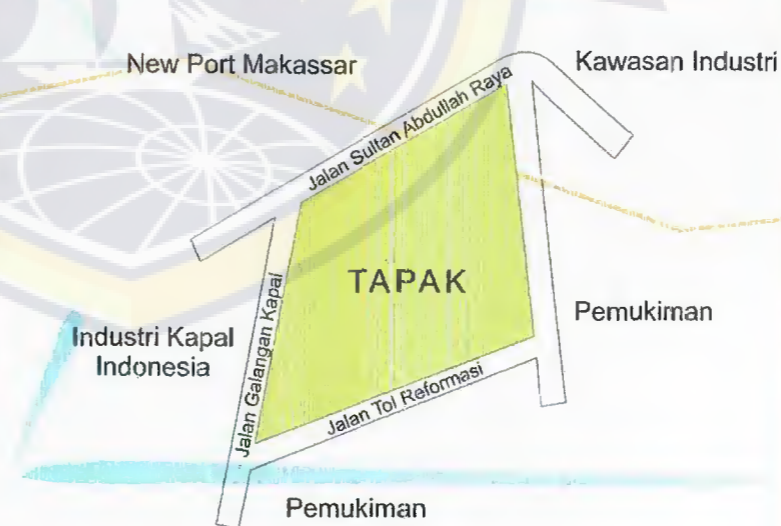 New Port Makassar
Kawasan Industri
Jalan Sultan Abdullah Raya
TAPAK
Pemukiman
Industri Kapal
Indonesia
Jalan Galangan Kapal
Jalan Tol Reformasi
Pemukiman